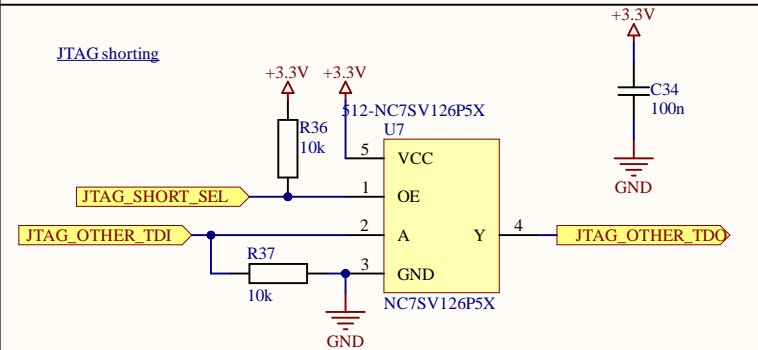 JTAG shorting
+3.3V
+3.3V
+3.3V
512-NC7SV126P5X
U7
C34
100n
GND
R36
10k
5
VCC
JTAG_SHORT_SEL
1
OE
JTAG_OTHER_TDI
2
A
Y
4
JTAG_OTHER_TDO
R37
10k
3
GND
NC7SV126P5X
GND